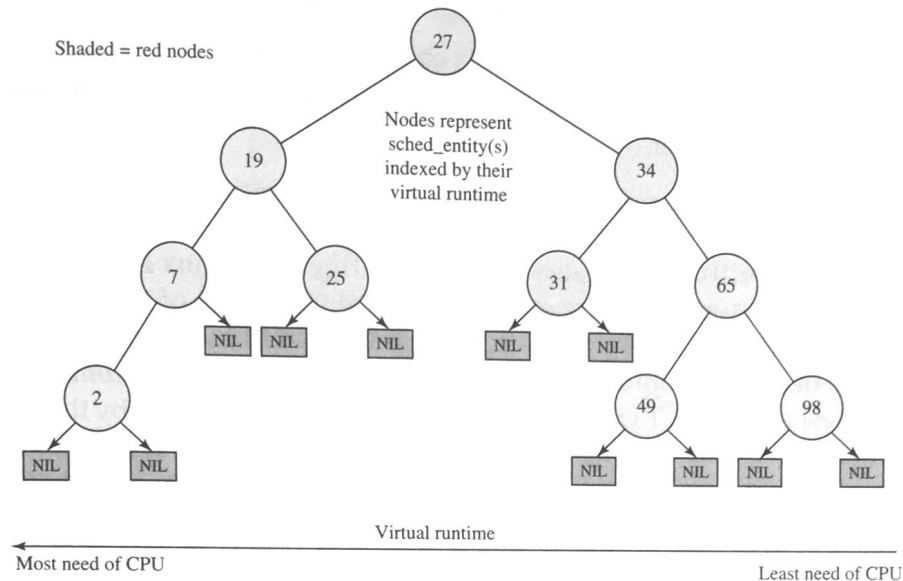 27
Shaded = red nodes
Nodes represent
sched_entity(s)
indexed by their
virtual runtime
19
34
7
25
31
65
NIL
NIL
NIL
NIL
NIL
2
49
98
NIL
NIL
NIL
NIL
NIL
NIL
Virtual runtime
Most need of CPU
Least need of CPU